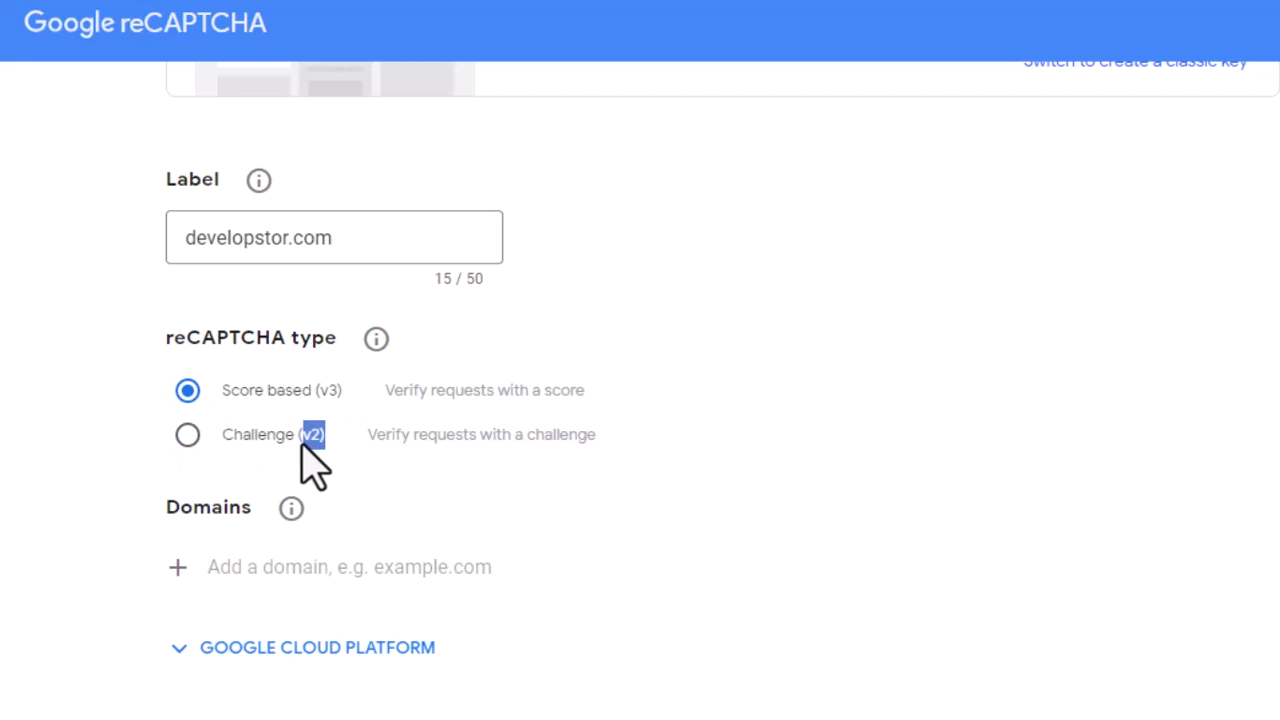 Google reCAPTCHA
Switch to create a classic key
Label
developstor.com
15 / 50
reCAPTCHA type
Score based (v3) Verify requests with a score
Challenge (v2) Verify requests with a challenge
Domains
Add a domain, e.g. example.com
GOOGLE CLOUD PLATFORM